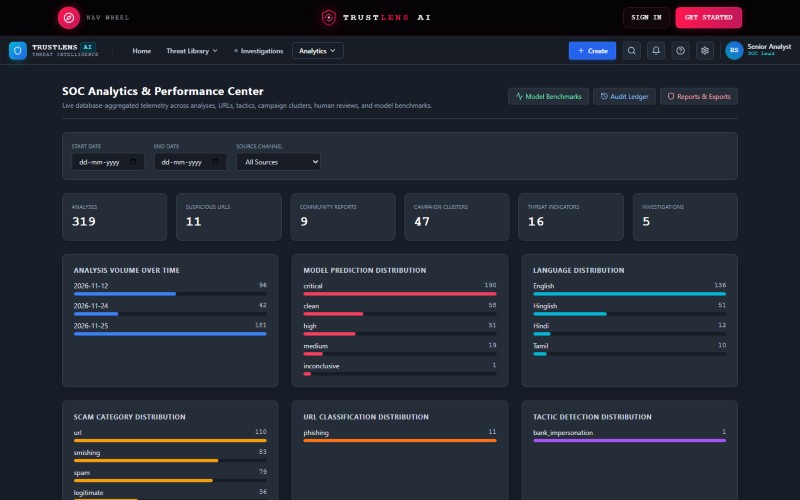 NAV WHEEL
TRUSTLENS AI
SIGN IN
GET STARTED
TRUSTLENS AI
THREAT INTELLIGENCE
Home
Threat Library
Investigations
Analytics
+ Create
RS
Senior Analyst
SOC Lead
SOC Analytics & Performance Center
Live database-aggregated telemetry across analyses, URLs, tactics, campaign clusters, human reviews, and model benchmarks.
Model Benchmarks
Audit Ledger
Reports & Exports
START DATE
END DATE
SOURCE CHANNEL
dd-mm-yyyy
dd-mm-yyyy
All Sources
ANALYSES
319
SUSPICIOUS URLS
11
COMMUNITY REPORTS
9
CAMPAIGN CLUSTERS
47
THREAT INDICATORS
16
INVESTIGATIONS
5
ANALYSIS VOLUME OVER TIME
2026-11-12 96
2026-11-24 42
2026-11-25 181
MODEL PREDICTION DISTRIBUTION
critical 190
clean 58
high 51
medium 19
inconclusive 1
LANGUAGE DISTRIBUTION
English 136
Hinglish 51
Hindi 12
Tamil 10
SCAM CATEGORY DISTRIBUTION
url 110
smishing 83
spam 79
legitimate 36
URL CLASSIFICATION DISTRIBUTION
phishing 11
TACTIC DETECTION DISTRIBUTION
bank_impersonation 1